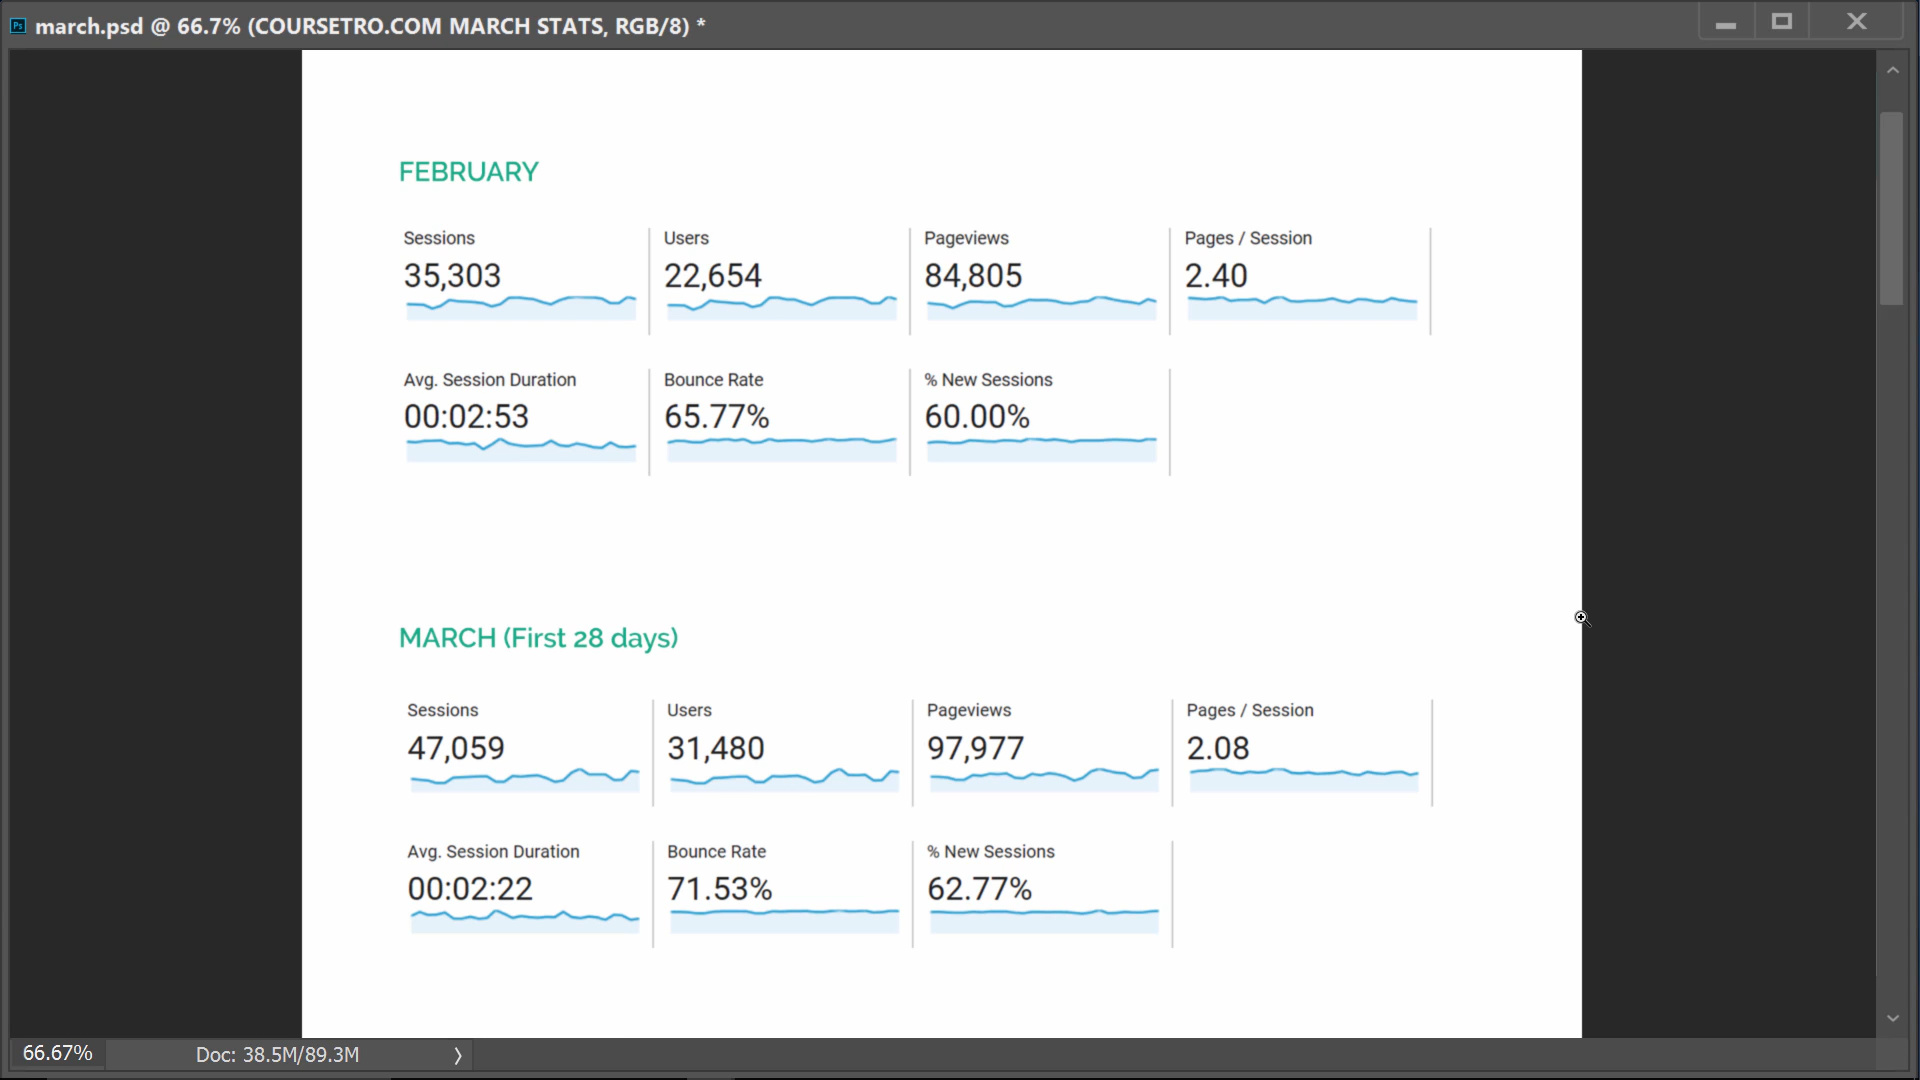 march.psd @ 66.7% (COURSETRO.COM MARCH STATS, RGB/8) *
FEBRUARY
Sessions Users Pageviews Pages / Session
35,303 22,654 84,805 2.40
Avg. Session Duration Bounce Rate % New Sessions
00:02:53 65.77% 60.00%
MARCH (First 28 days)
Sessions Users Pageviews Pages / Session
47,059 31,480 97,977 2.08
Avg. Session Duration Bounce Rate % New Sessions
00:02:22 71.53% 62.77%
66.67% Doc: 38.5M/89.3M